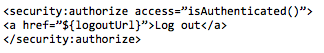 <security:authorize access=”isAuthenticated()”>
<a href=”${logoutUrl}”>Log out</a>
</security:authorize>